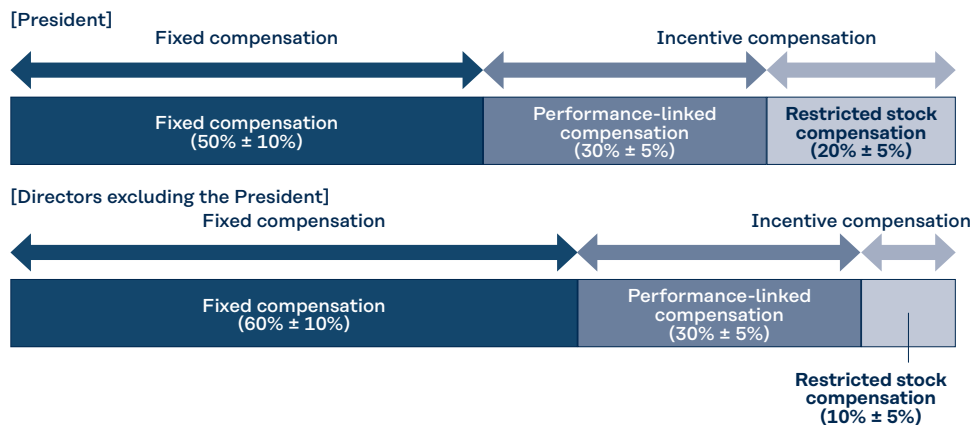 [President]
Fixed compensation
Incentive compensation
Fixed compensation
(50% ± 10%)
Performance-linked
compensation
(30% ± 5%)
Restricted stock
compensation
(20% ± 5%)
[Directors excluding the President]
Fixed compensation
Incentive compensation
Fixed compensation
(60% ± 10%)
Performance-linked
compensation
(30% ± 5%)
Restricted stock
compensation
(10% ± 5%)